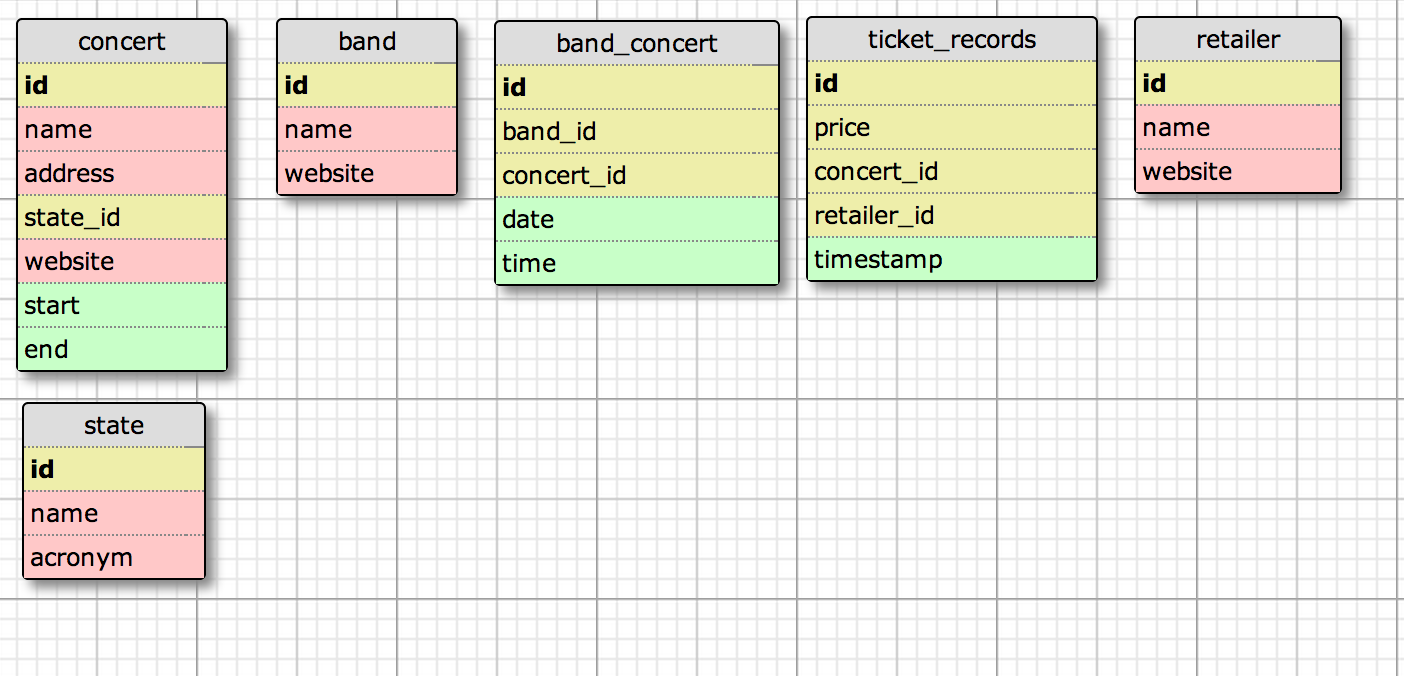 concert
id
name
address
state_id
website
start
end
band
id
name
website
band_concert
id
band_id
concert_id
date
time
ticket_records
id
price
concert_id
retailer_id
timestamp
retailer
id
name
website
state
id
name
acronym